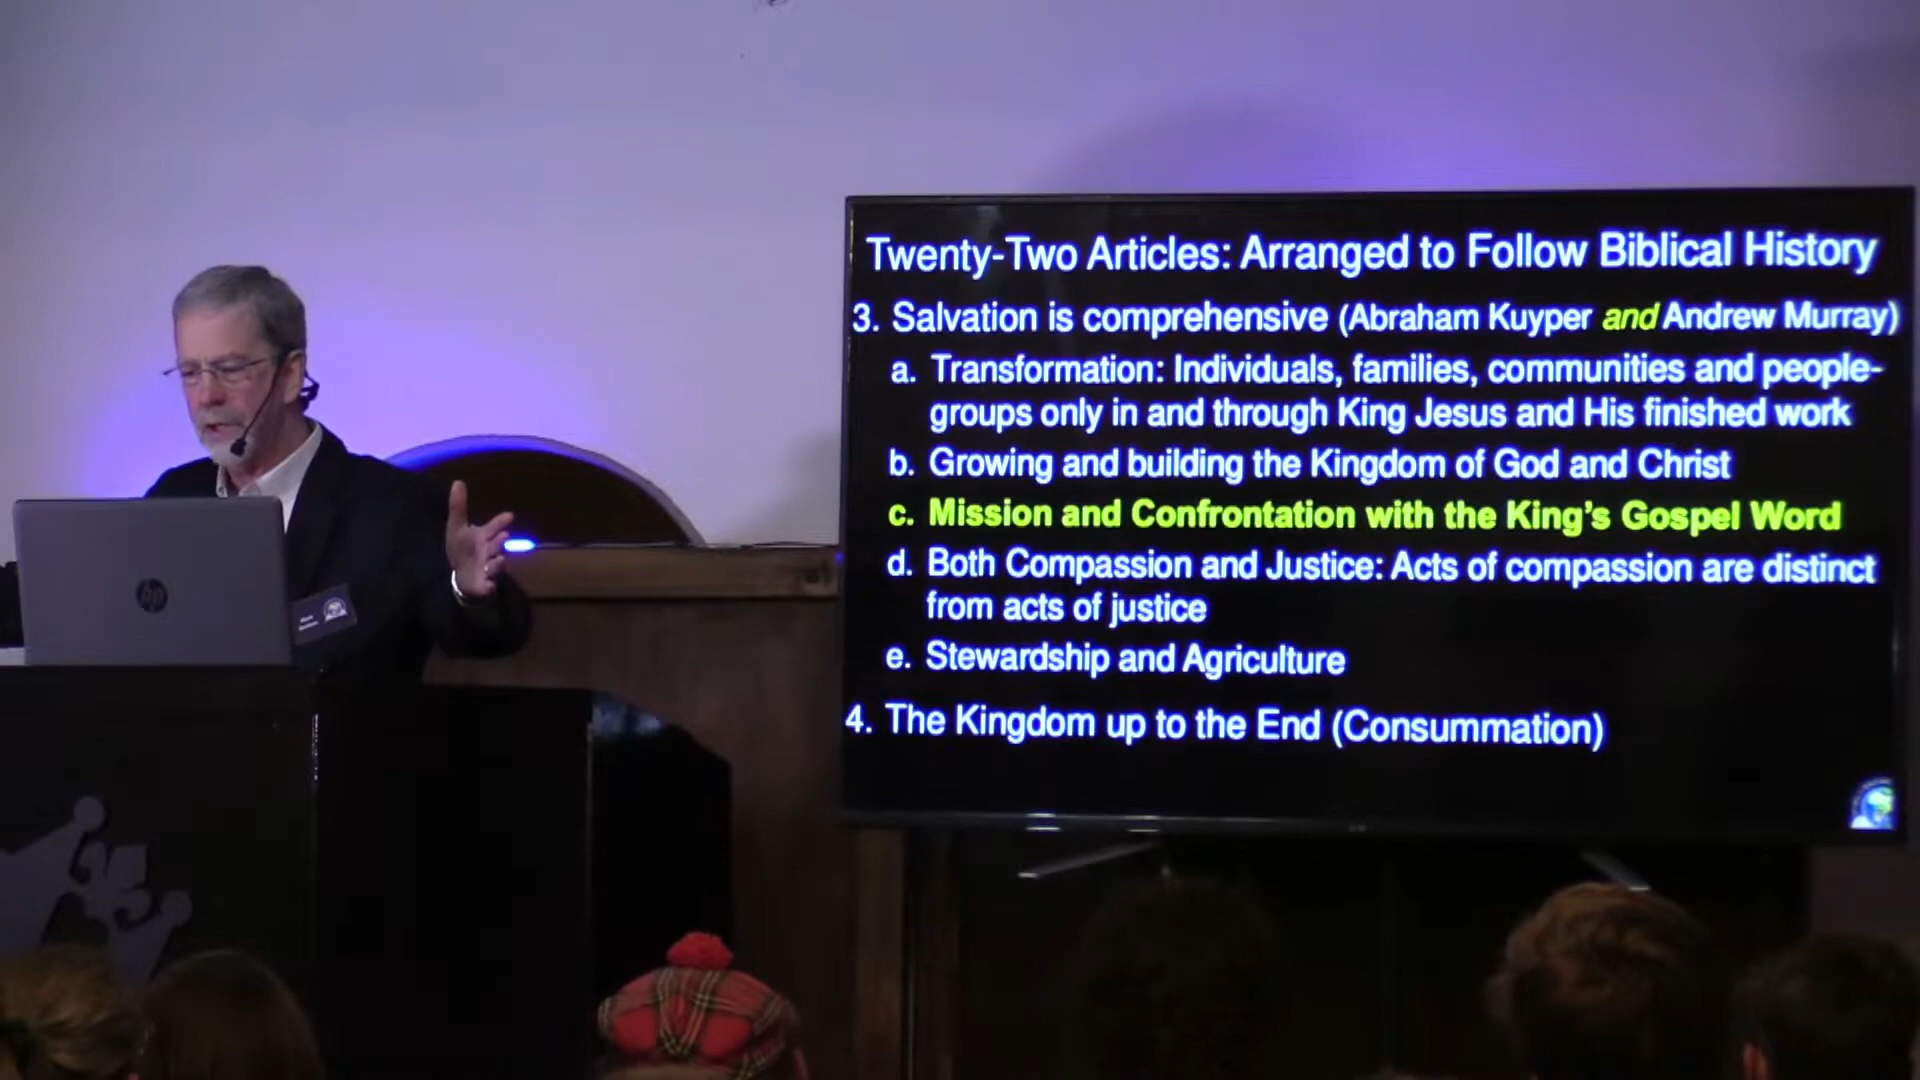 Twenty-Two Articles: Arranged to Follow Biblical History
3. Salvation is comprehensive (Abraham Kuyper and Andrew Murray)
a. Transformation: Individuals, families, communities and people-
groups only in and through King Jesus and His finished work
b. Growing and building the Kingdom of God and Christ
c. Mission and Confrontation with the King's Gospel Word
d. Both Compassion and Justice: Acts of compassion are distinct
from acts of justice
e. Stewardship and Agriculture
4. The Kingdom up to the End (Consummation)
hp